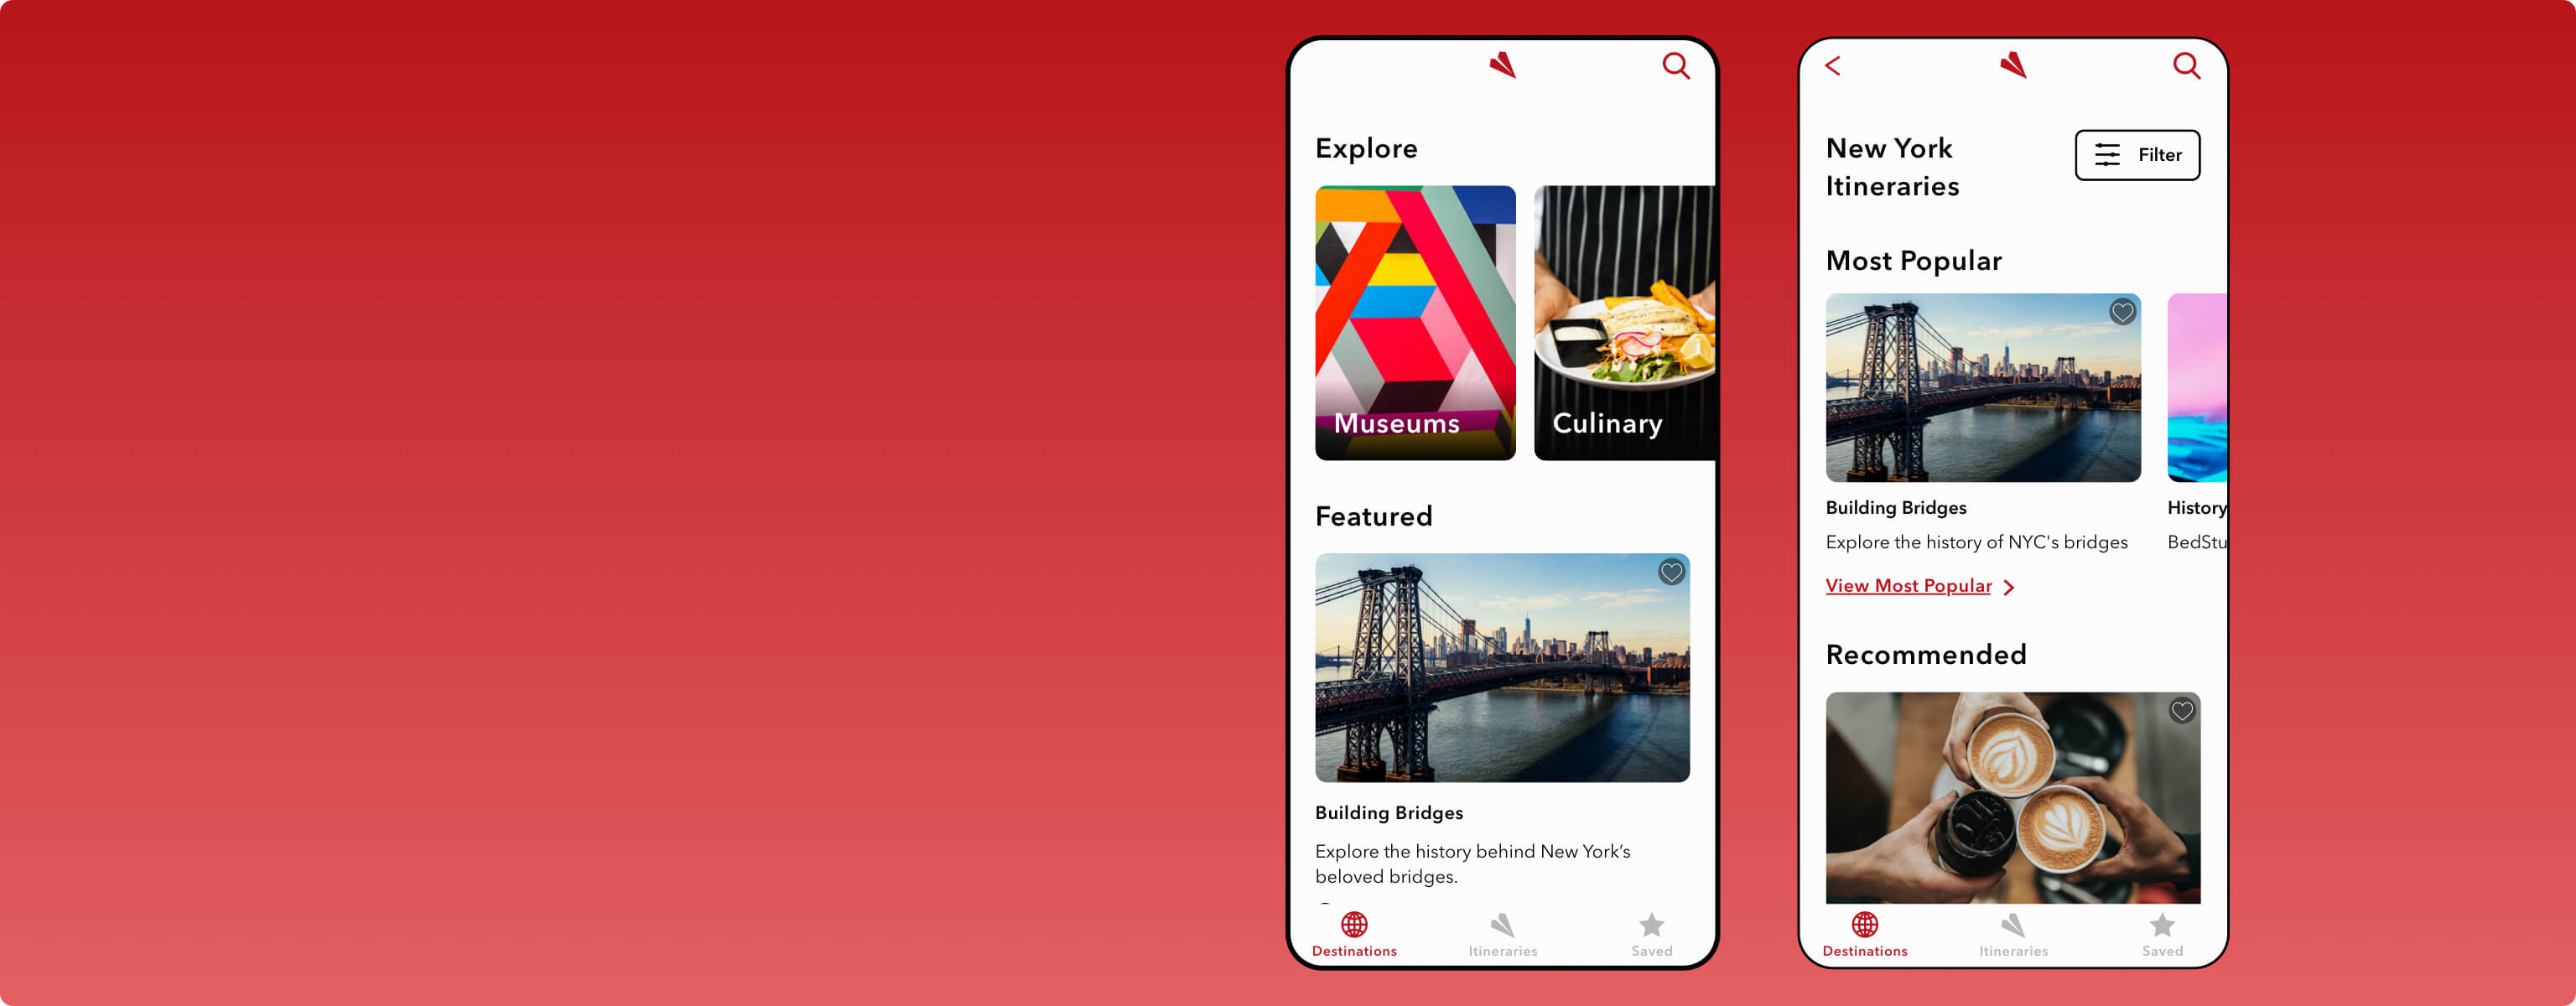 Explore
Museums
Culinary
Featured
Building Bridges
Explore the history behind New York’s
beloved bridges.
Destinations
Itineraries
Saved
New York
Itineraries
Filter
Most Popular
Building Bridges
Explore the history of NYC's bridges
History
BedStu
View Most Popular
Recommended
Destinations
Itineraries
Saved